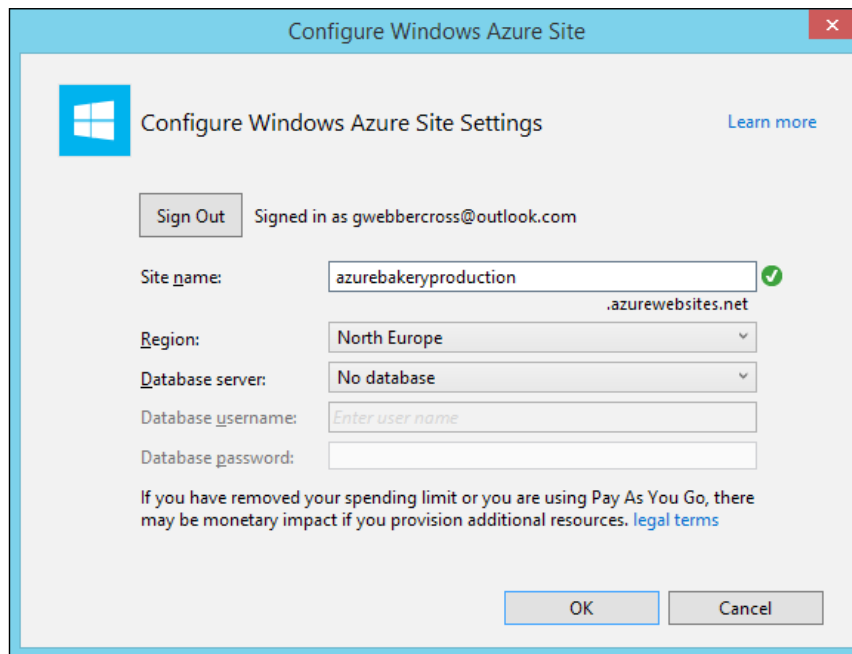 Configure Windows Azure Site
Configure Windows Azure Site Settings
Learn more
Sign Out
Signed in as gwebbercross@outlook.com
Site name:
azurebakeryproduction
.azurewebsites.net
Region:
North Europe
Database server:
No database
Database username:
Enter user name
Database password:
If you have removed your spending limit or you are using Pay As You Go, there
may be monetary impact if you provision additional resources. legal terms
OK
Cancel